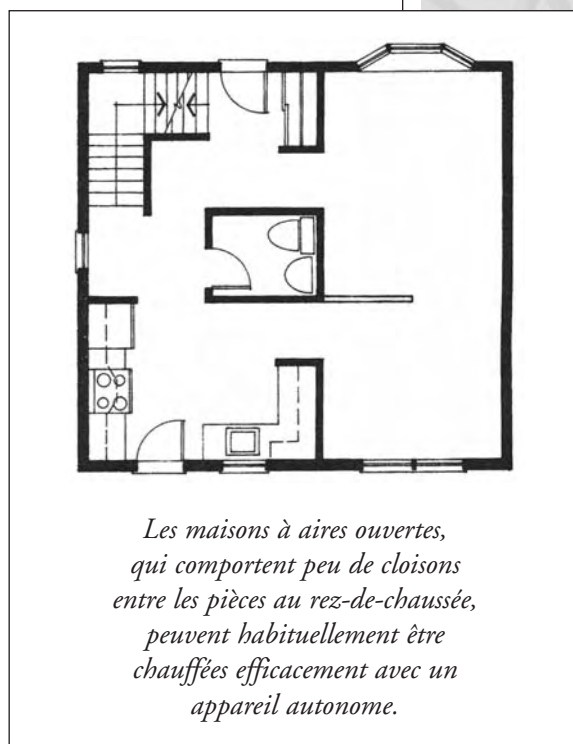 Les maisons à aires ouvertes,
qui comportent peu de cloisons
entre les pièces au rez-de-chaussée,
peuvent habituellement être
chauffées efficacement avec un
appareil autonome.